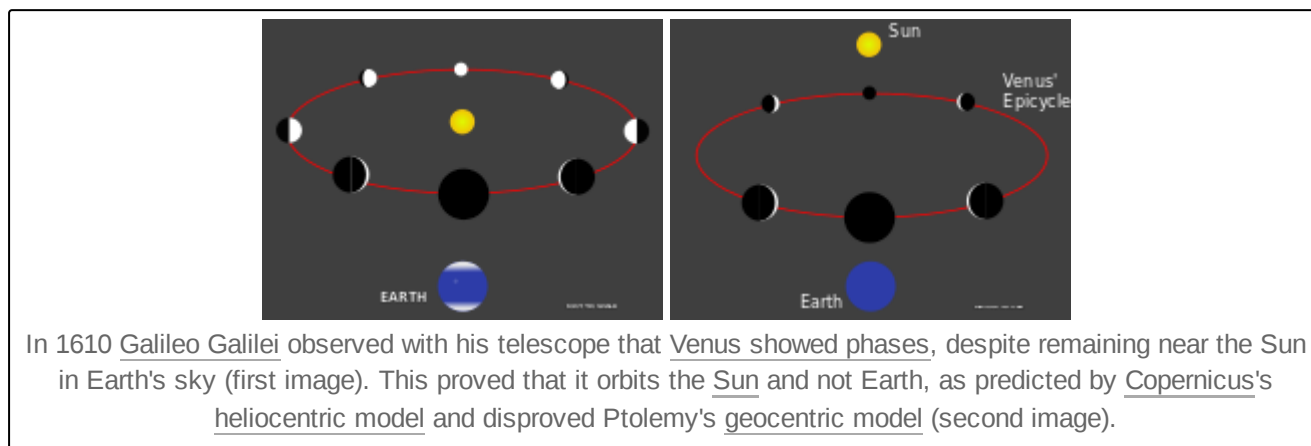 Sun
Venus'
Epicycle
EARTH
Earth
In 1610 Galileo Galilei observed with his telescope that Venus showed phases, despite remaining near the Sun
in Earth's sky (first image). This proved that it orbits the Sun and not Earth, as predicted by Copernicus's
heliocentric model and disproved Ptolemy's geocentric model (second image).